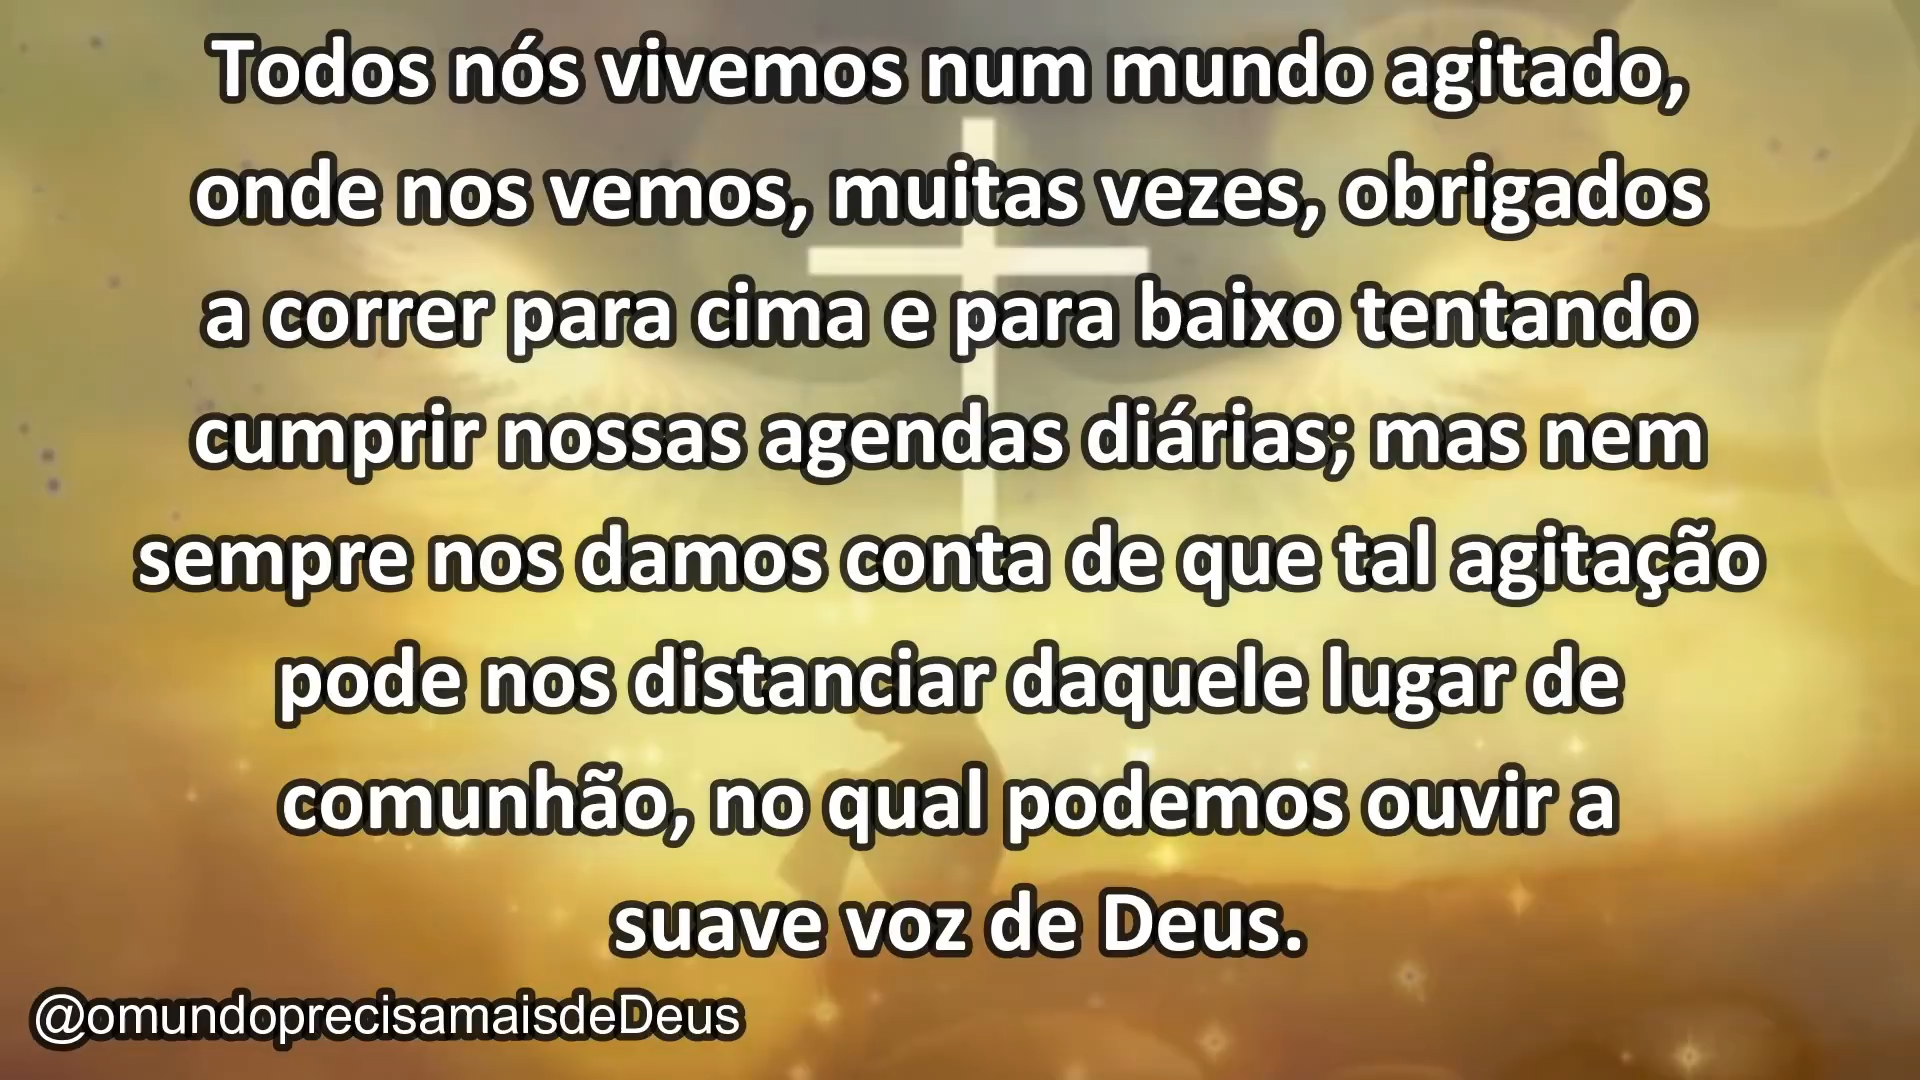 Todos nós vivemos num mundo agitado,
onde nos vemos, muitas vezes, obrigados
a correr para cima e para baixo tentando
cumprir nossas agendas diárias; mas nem
sempre nos damos conta de que tal agitação
pode nos distanciar daquele lugar de
comunhão, no qual podemos ouvir a
suave voz de Deus.
@omundoprecisamaisdeDeus